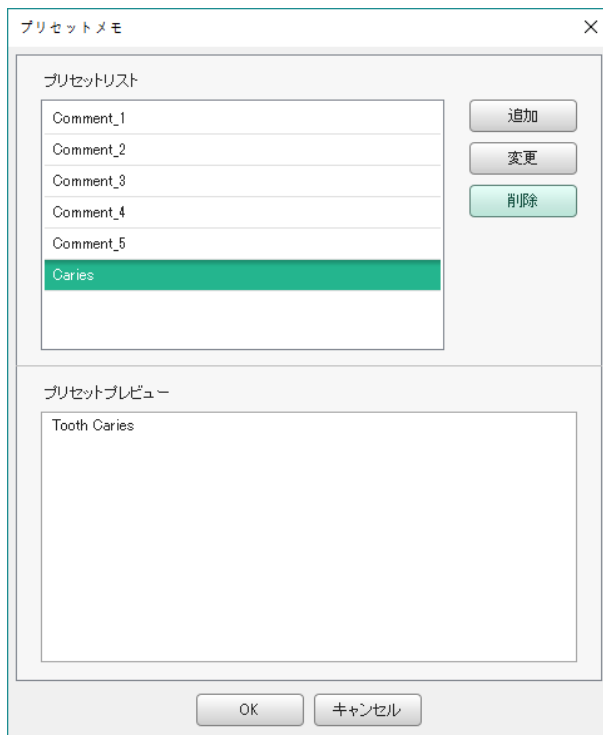 プリセットメモ
プリセットリスト
Comment_1
Comment_2
Comment_3
Comment_4
Comment_5
Caries
追加
変更
削除
プリセットプレビュー
Tooth Caries
OK
キャンセル